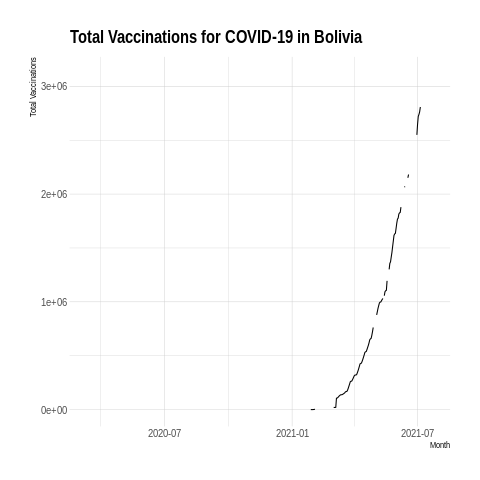 Total Vaccinations for COVID-19 in Bolivia
Total Vaccinations
3e+06
2e+06
1e+06
0e+00
2020-07
2021-01
2021-07
Month